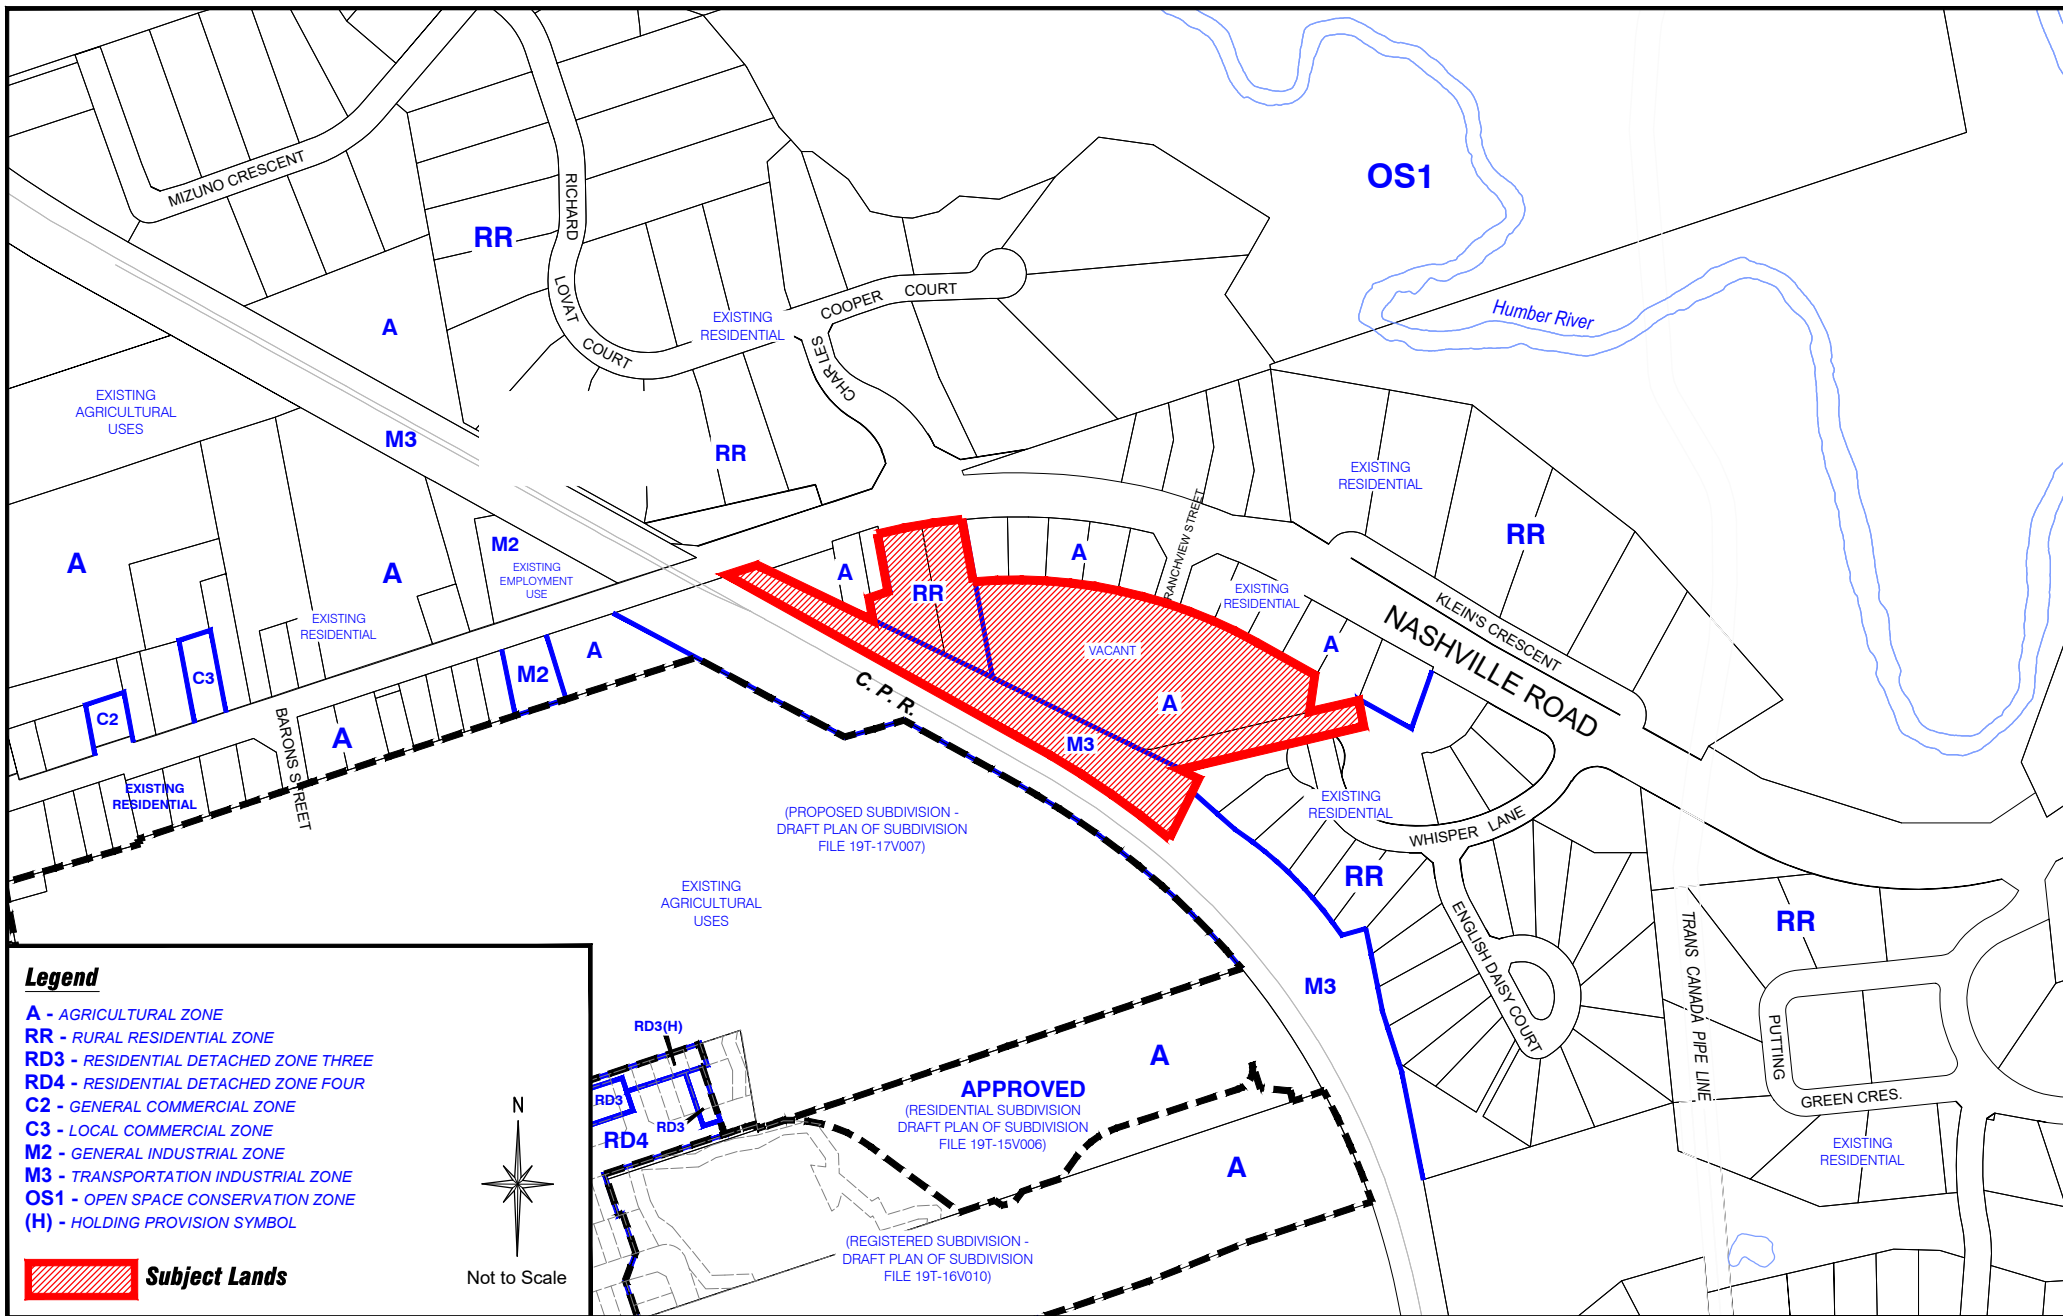 MIZUNO CRESCENT
RICHARD
LOVAT
COURT
RR
OS1
A
EXISTING
RESIDENTIAL
COOPER COURT
CHARLES
Humber River
EXISTING
AGRICULTURAL
USES
M3
RR
EXISTING
RESIDENTIAL
RR
RANCHVIEW STREET
A
A
M2
EXISTING
EMPLOYMENT
USE
A
A
RR
EXISTING
RESIDENTIAL
KLEIN'S CRESCENT
NASHVILLE ROAD
EXISTING
RESIDENTIAL
A
M2
A
VACANT
A
C3
C2
BARONS STREET
A
C. P. R.
A
M3
EXISTING
RESIDENTIAL
(PROPOSED SUBDIVISION -
DRAFT PLAN OF SUBDIVISION
FILE 19T-17V007)
EXISTING
RESIDENTIAL
WHISPER LANE
RR
EXISTING
AGRICULTURAL
USES
ENGLISH DAISY COURT
TRANS CANADA PIPE LINE
RR
M3
PUTTING
GREEN CRES.
EXISTING
RESIDENTIAL
RD3(H)
RD3
RD3
RD4
A
APPROVED
(RESIDENTIAL SUBDIVISION
DRAFT PLAN OF SUBDIVISION
FILE 19T-15V006)
A
(REGISTERED SUBDIVISION -
DRAFT PLAN OF SUBDIVISION
FILE 19T-16V010)
Legend
A - AGRICULTURAL ZONE
RR - RURAL RESIDENTIAL ZONE
RD3 - RESIDENTIAL DETACHED ZONE THREE
RD4 - RESIDENTIAL DETACHED ZONE FOUR
C2 - GENERAL COMMERCIAL ZONE
C3 - LOCAL COMMERCIAL ZONE
M2 - GENERAL INDUSTRIAL ZONE
M3 - TRANSPORTATION INDUSTRIAL ZONE
OS1 - OPEN SPACE CONSERVATION ZONE
(H) - HOLDING PROVISION SYMBOL
Subject Lands
N
Not to Scale